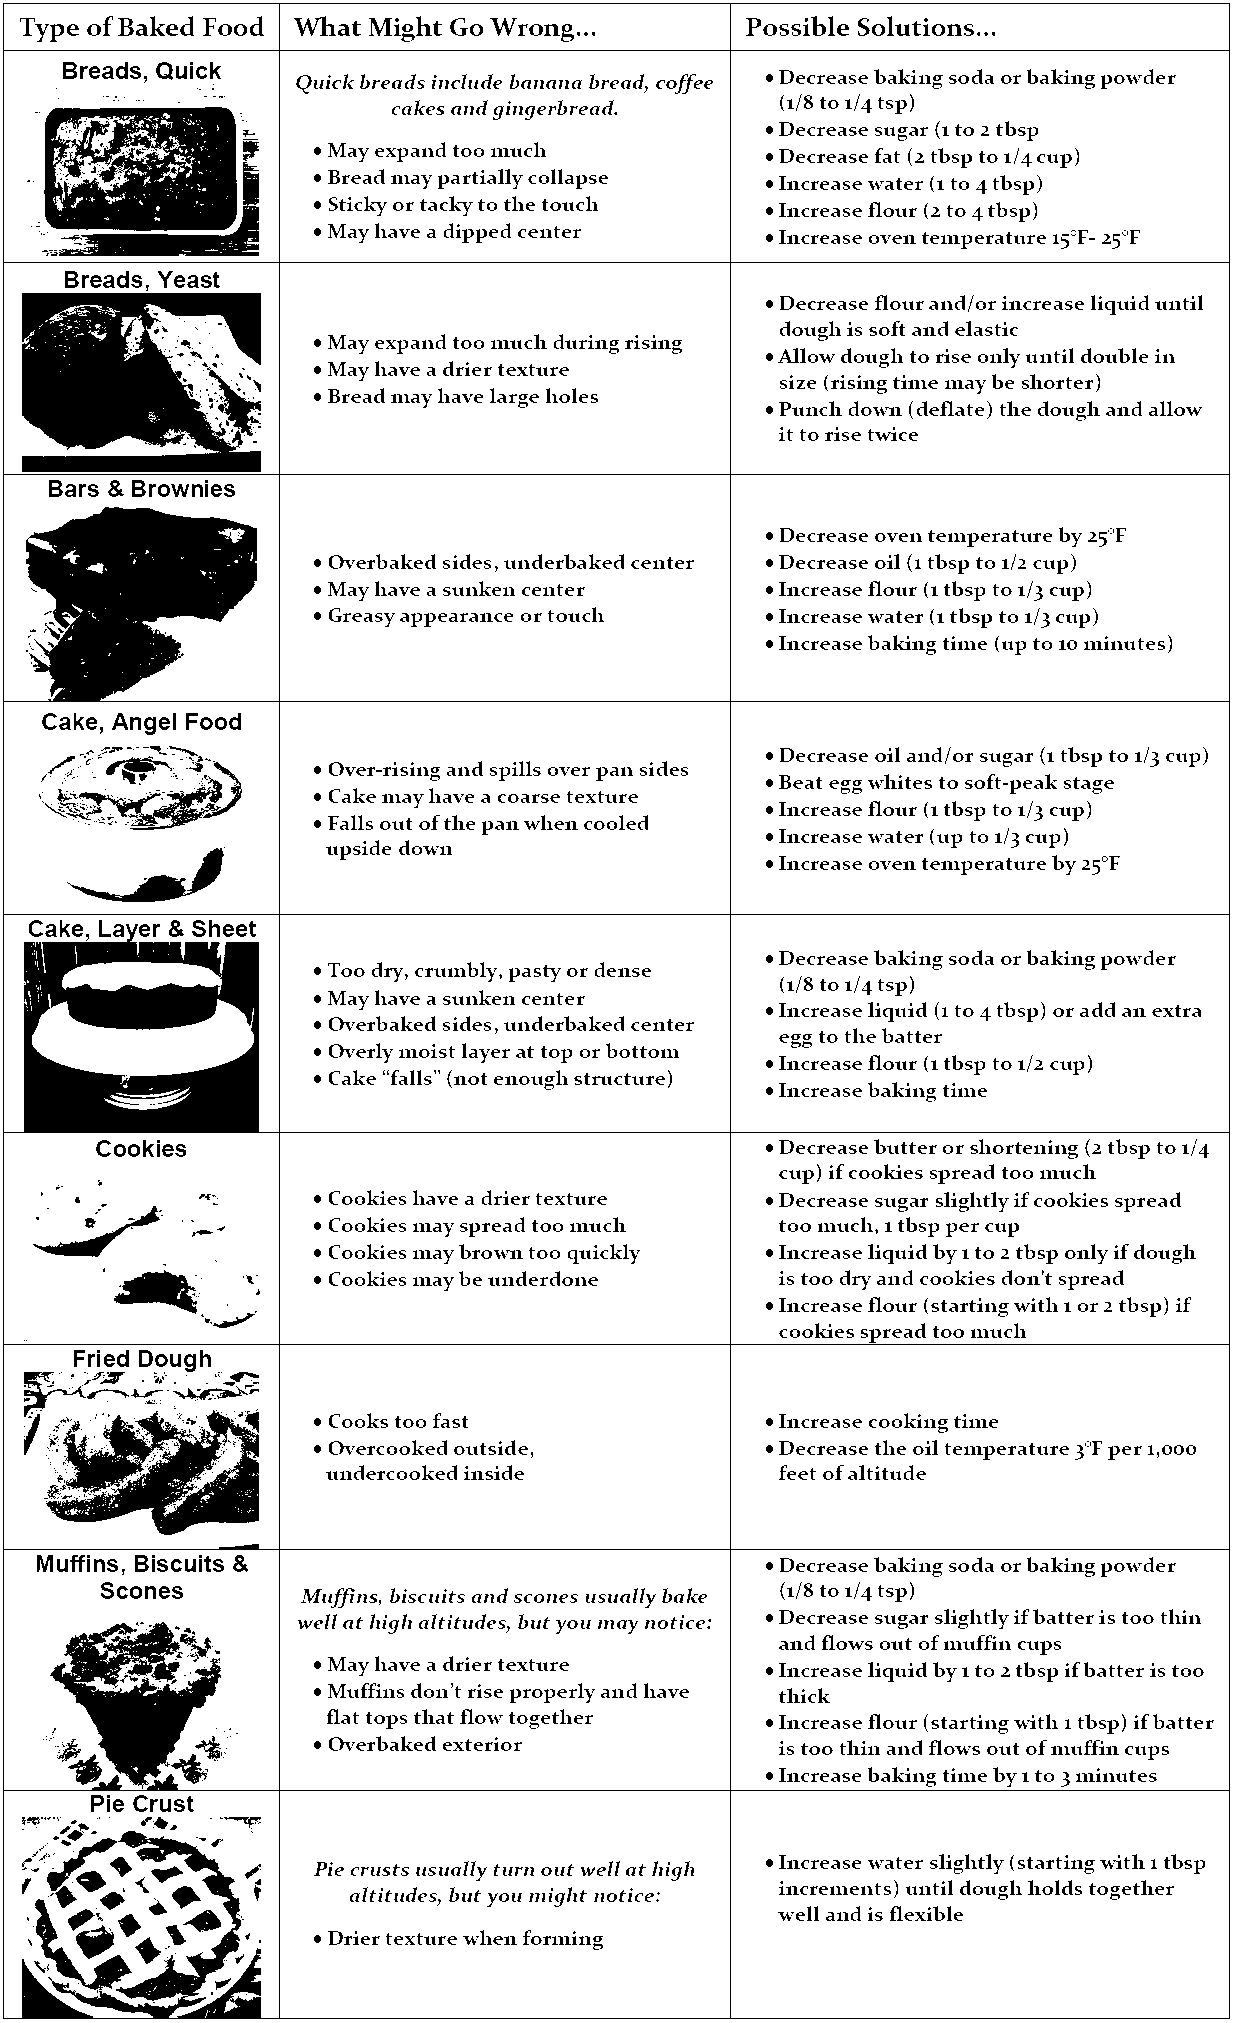 Type of Baked Food
What Might Go Wrong...
Possible Solutions...
Breads, Quick
Quick breads include banana bread, coffee
cakes and gingerbread.
• May expand too much
• Bread may partially collapse
• Sticky or tacky to the touch
• May have a dipped center
• Decrease baking soda or baking powder
(1/8 to 1/4 tsp)
• Decrease sugar (1 to 2 tbsp
• Decrease fat (2 tbsp to 1/4 cup)
• Increase water (1 to 4 tbsp)
• Increase flour (2 to 4 tbsp)
• Increase oven temperature 15°F- 25°F
Breads, Yeast
• May expand too much during rising
• May have a drier texture
• Bread may have large holes
• Decrease flour and/or increase liquid until
dough is soft and elastic
• Allow dough to rise only until double in
size (rising time may be shorter)
• Punch down (deflate) the dough and allow
it to rise twice
Bars & Brownies
• Overbaked sides, underbaked center
• May have a sunken center
• Greasy appearance or touch
• Decrease oven temperature by 25°F
• Decrease oil (1 tbsp to 1/2 cup)
• Increase flour (1 tbsp to 1/3 cup)
• Increase water (1 tbsp to 1/3 cup)
• Increase baking time (up to 10 minutes)
Cake, Angel Food
• Over-rising and spills over pan sides
• Cake may have a coarse texture
• Falls out of the pan when cooled
upside down
• Decrease oil and/or sugar (1 tbsp to 1/3 cup)
• Beat egg whites to soft-peak stage
• Increase flour (1 tbsp to 1/3 cup)
• Increase water (up to 1/3 cup)
• Increase oven temperature by 25°F
Cake, Layer & Sheet
• Too dry, crumbly, pasty or dense
• May have a sunken center
• Overbaked sides, underbaked center
• Overly moist layer at top or bottom
• Cake “falls” (not enough structure)
• Decrease baking soda or baking powder
(1/8 to 1/4 tsp)
• Increase liquid (1 to 4 tbsp) or add an extra
egg to the batter
• Increase flour (1 tbsp to 1/2 cup)
• Increase baking time
Cookies
• Cookies have a drier texture
• Cookies may spread too much
• Cookies may brown too quickly
• Cookies may be underdone
• Decrease butter or shortening (2 tbsp to 1/4
cup) if cookies spread too much
• Decrease sugar slightly if cookies spread
too much, 1 tbsp per cup
• Increase liquid by 1 to 2 tbsp only if dough
is too dry and cookies don’t spread
• Increase flour (starting with 1 or 2 tbsp) if
cookies spread too much
Fried Dough
• Cooks too fast
• Overcooked outside,
undercooked inside
• Increase cooking time
• Decrease the oil temperature 3°F per 1,000
feet of altitude
Muffins, Biscuits &
Scones
Muffins, biscuits and scones usually bake
well at high altitudes, but you may notice:
• May have a drier texture
• Muffins don’t rise properly and have
flat tops that flow together
• Overbaked exterior
• Decrease baking soda or baking powder
(1/8 to 1/4 tsp)
• Decrease sugar slightly if batter is too thin
and flows out of muffin cups
• Increase liquid by 1 to 2 tbsp if batter is too
thick
• Increase flour (starting with 1 tbsp) if batter
is too thin and flows out of muffin cups
• Increase baking time by 1 to 3 minutes
Pie Crust
Pie crusts usually turn out well at high
altitudes, but you might notice:
• Drier texture when forming
• Increase water slightly (starting with 1 tbsp
increments) until dough holds together
well and is flexible